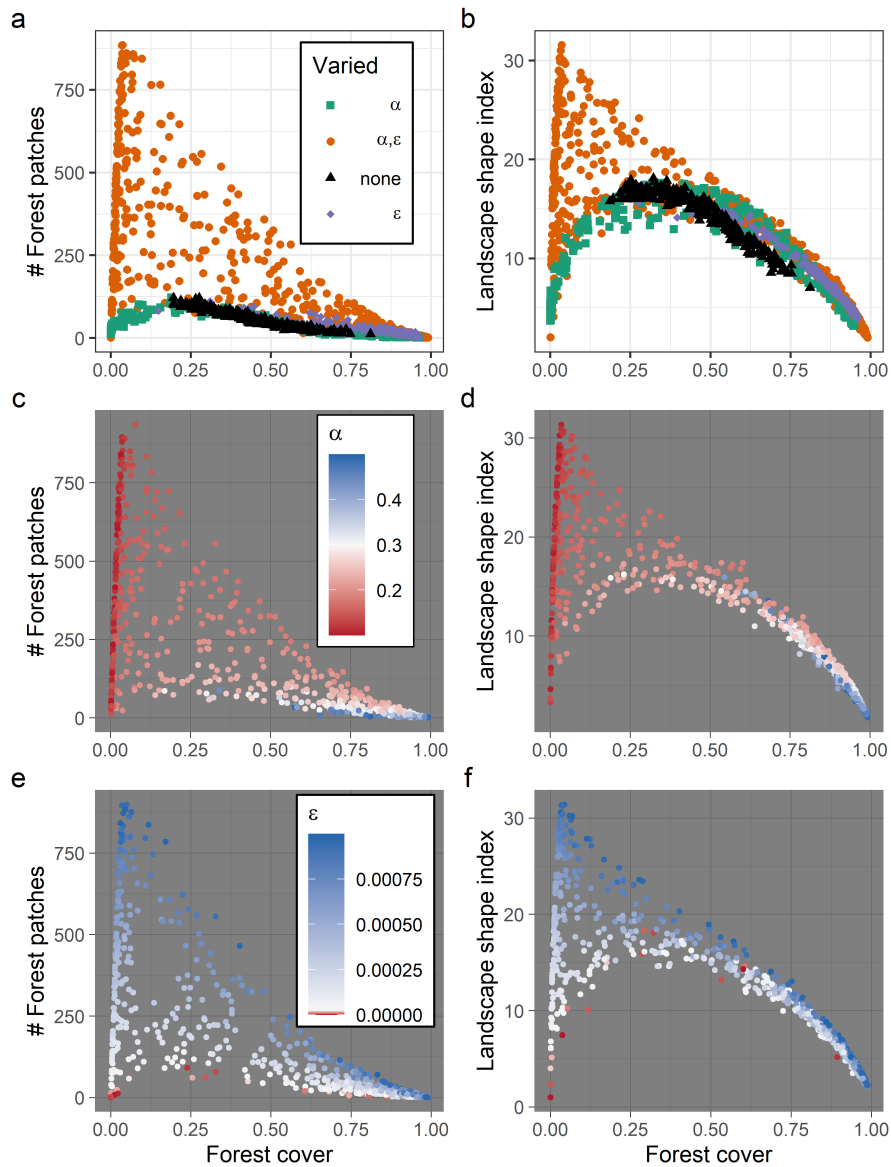 a
# Forest patches
750
500
250
0
0.00 0.25 0.50 0.75 1.00
Varied
α
α,ε
none
ε
b
Landscape shape index
30
20
10
0.00 0.25 0.50 0.75 1.00
c
# Forest patches
750
500
250
0
0.00 0.25 0.50 0.75 1.00
α
0.4
0.3
0.2
d
Landscape shape index
30
20
10
0.00 0.25 0.50 0.75 1.00
e
# Forest patches
750
500
250
0
0.00 0.25 0.50 0.75 1.00
Forest cover
ε
0.00075
0.00050
0.00025
0.00000
f
Landscape shape index
30
20
10
0
0.00 0.25 0.50 0.75 1.00
Forest cover